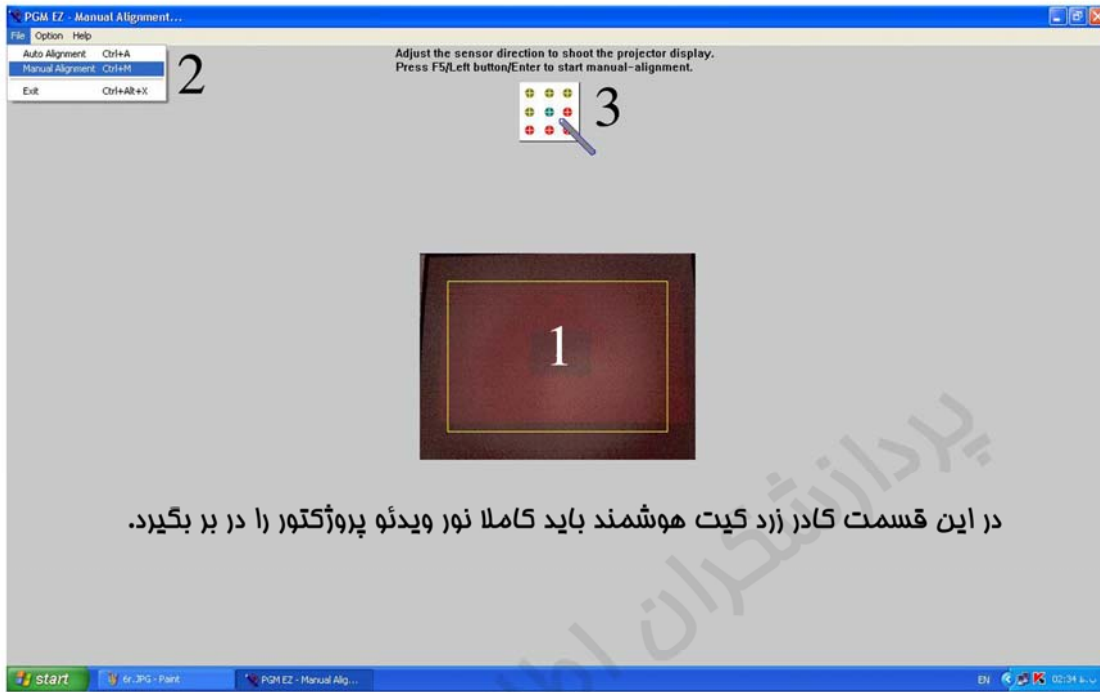 PGM EZ - Manual Alignment...
File Option Help
Auto Alignment Ctrl+A
Manual Alignment Ctrl+M
Exit Ctrl+Alt+X
2
Adjust the sensor direction to shoot the projector display.
Press F5/Left button/Enter to start manual-alignment.
3
1
در این قسمت کادر زرد کیت هوشمند باید کاملا نور ویدئو پروژکتور را در بر بگیرد.
پردازشگران
start 6r.JPG - Paint PGM EZ - Manual Alig... EN 02:34